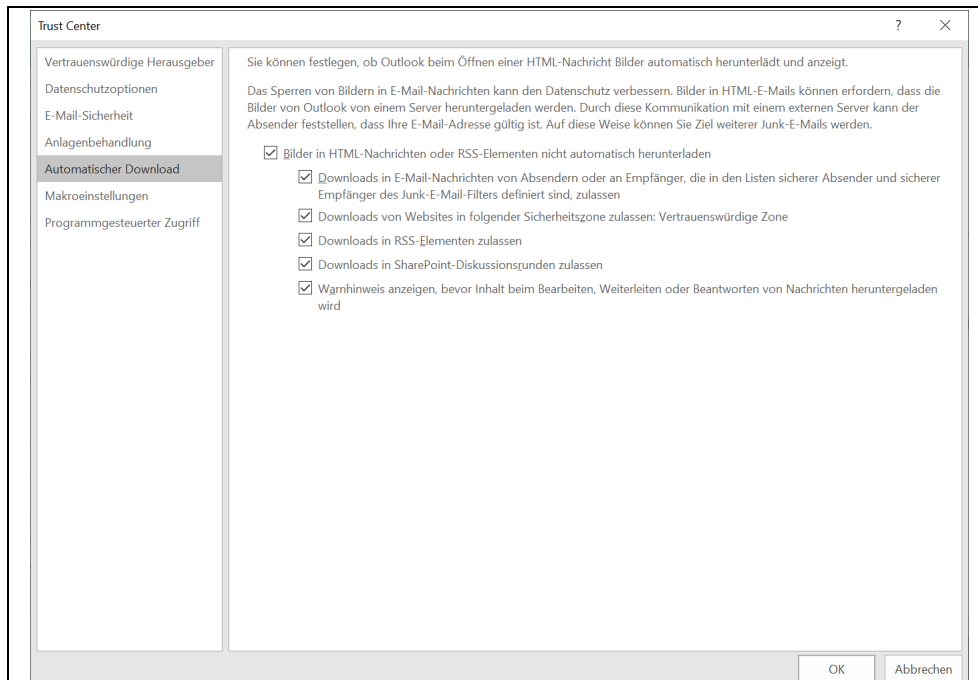 Trust Center
?
Vertrauenswürdige Herausgeber
Datenschutzoptionen
E-Mail-Sicherheit
Anlagenbehandlung
Automatischer Download
Makroeinstellungen
Programmgesteuerter Zugriff
Sie können festlegen, ob Outlook beim Öffnen einer HTML-Nachricht Bilder automatisch herunterlädt und anzeigt.
Das Sperren von Bildern in E-Mail-Nachrichten kann den Datenschutz verbessern. Bilder in HTML-E-Mails können erfordern, dass die
Bilder von Outlook von einem Server heruntergeladen werden. Durch diese Kommunikation mit einem externen Server kann der
Absender feststellen, dass Ihre E-Mail-Adresse gültig ist. Auf diese Weise können Sie Ziel weiterer Junk-E-Mails werden.
Bilder in HTML-Nachrichten oder RSS-Elementen nicht automatisch herunterladen
Downloads in E-Mail-Nachrichten von Absendern oder an Empfänger, die in den Listen sicherer Absender und sicherer
Empfänger des Junk-E-Mail-Filters definiert sind, zulassen
Downloads von Websites in folgender Sicherheitszone zulassen: Vertrauenswürdige Zone
Downloads in RSS-Elementen zulassen
Downloads in SharePoint-Diskussionsrunden zulassen
Warnhinweis anzeigen, bevor Inhalt beim Bearbeiten, Weiterleiten oder Beantworten von Nachrichten heruntergeladen
wird
OK
Abbrechen